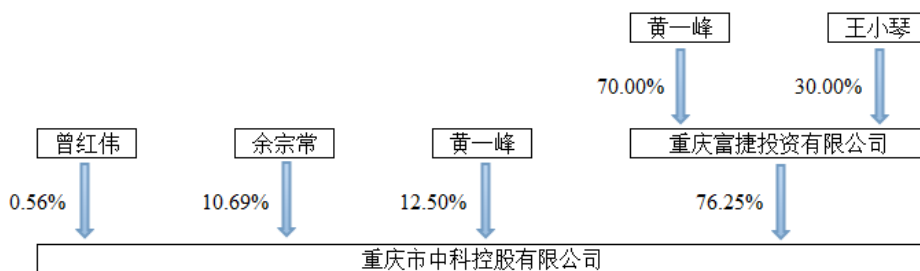 黄一峰 王小琴
70.00% 30.00%
曾红伟 余宗常 黄一峰 重庆富捷投资有限公司
0.56% 10.69% 12.50% 76.25%
重庆市中科控股有限公司